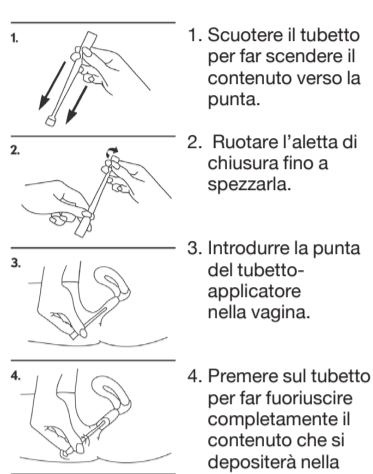 1.
1. Scuotere il tubetto
per far scendere il
contenuto verso la
punta.
2.
2. Ruotare l'aletta di
chiusura fino a
spezzarla.
3.
3. Introdurre la punta
del tubetto-
applicatore
nella vagina.
4.
4. Premere sul tubetto
per far fuoriuscire
completamente il
contenuto che si
depositerà nella